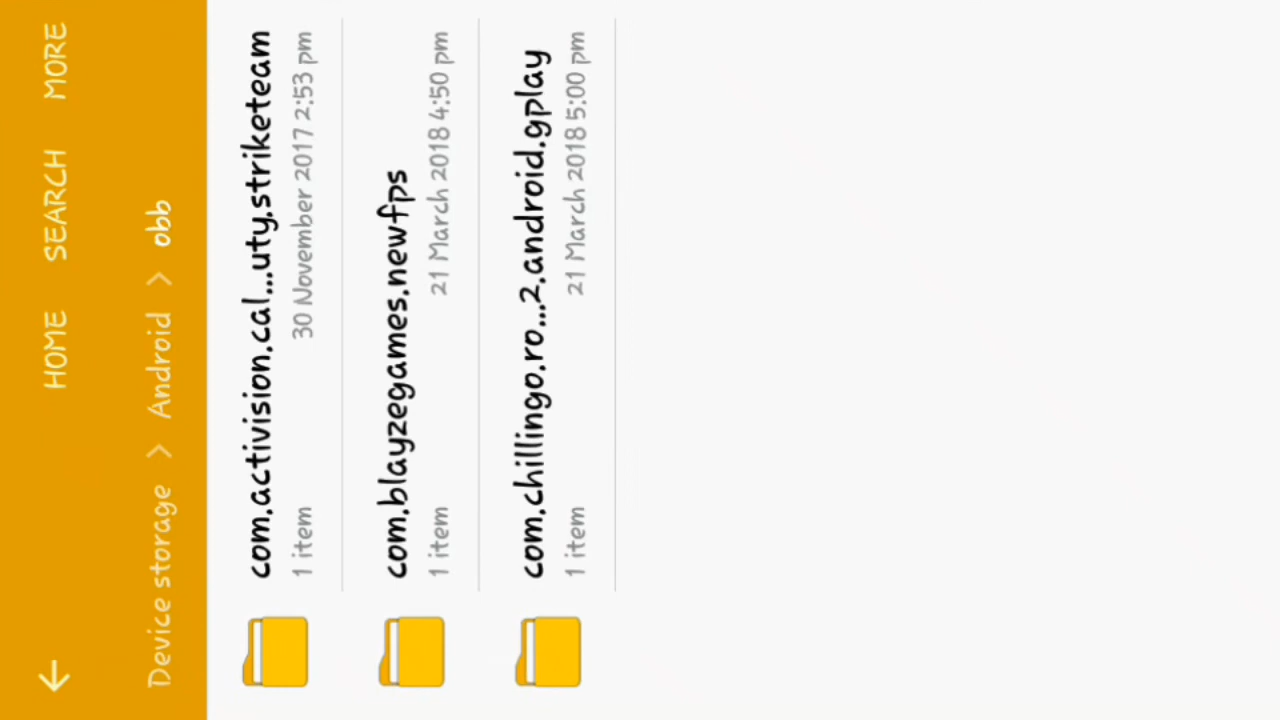 HOME SEARCH MORE
Device storage > Android > obb
com.activision.cal...uty.striketeam
1 item 30 November 2017 2:53 pm
com.blayzegames.newfps
1 item 21 March 2018 4:50 pm
com.chillingo.ro...2.android.gplay
1 item 21 March 2018 5:00 pm